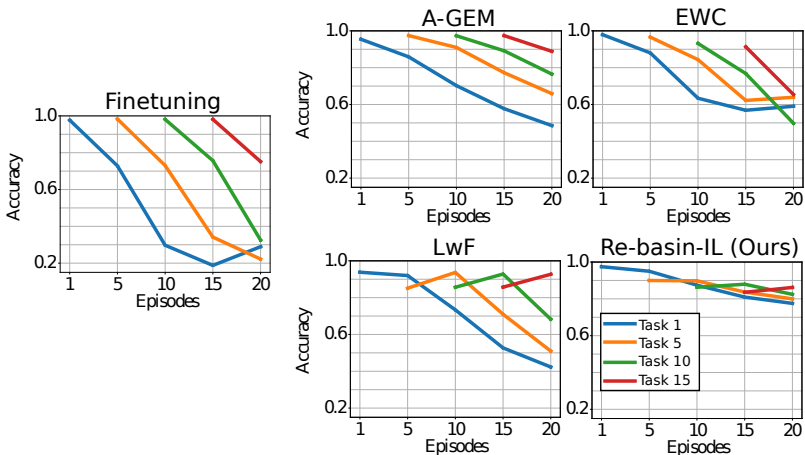 Finetuning
Accuracy
1.0
0.6
0.2
1 5 10 15 20
Episodes
A-GEM
Accuracy
1.0
0.6
0.2
1 5 10 15 20
Episodes
EWC
1.0
0.6
0.2
1 5 10 15 20
Episodes
LwF
Accuracy
1.0
0.6
0.2
1 5 10 15 20
Episodes
Re-basin-IL (Ours)
1.0
0.6
0.2
Task 1
Task 5
Task 10
Task 15
1 5 10 15 20
Episodes